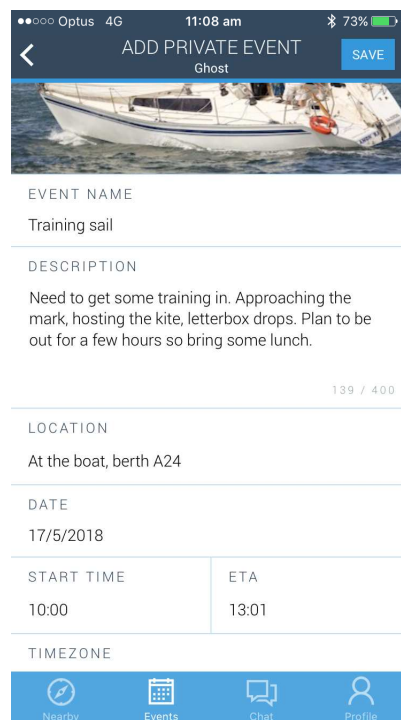 Optus 4G 11:08 am 73%
ADD PRIVATE EVENT
Ghost
SAVE
EVENT NAME
Training sail
DESCRIPTION
Need to get some training in. Approaching the
mark, hosting the kite, letterbox drops. Plan to be
out for a few hours so bring some lunch.
139 / 400
LOCATION
At the boat, berth A24
DATE
17/5/2018
START TIME
10:00
ETA
13:01
TIMEZONE
Nearby Events Chat Profile